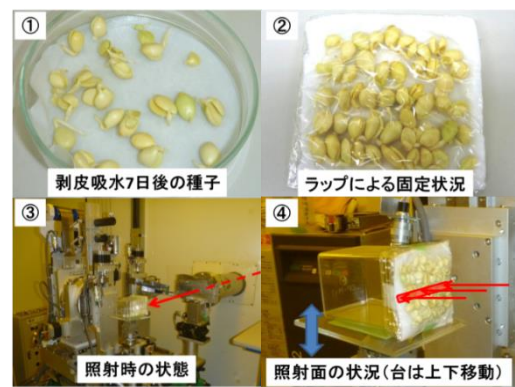 ①
剥皮吸水7日後の種子
②
ラップによる固定状況
③
照射時の状態
④
照射面の状況(台は上下移動)